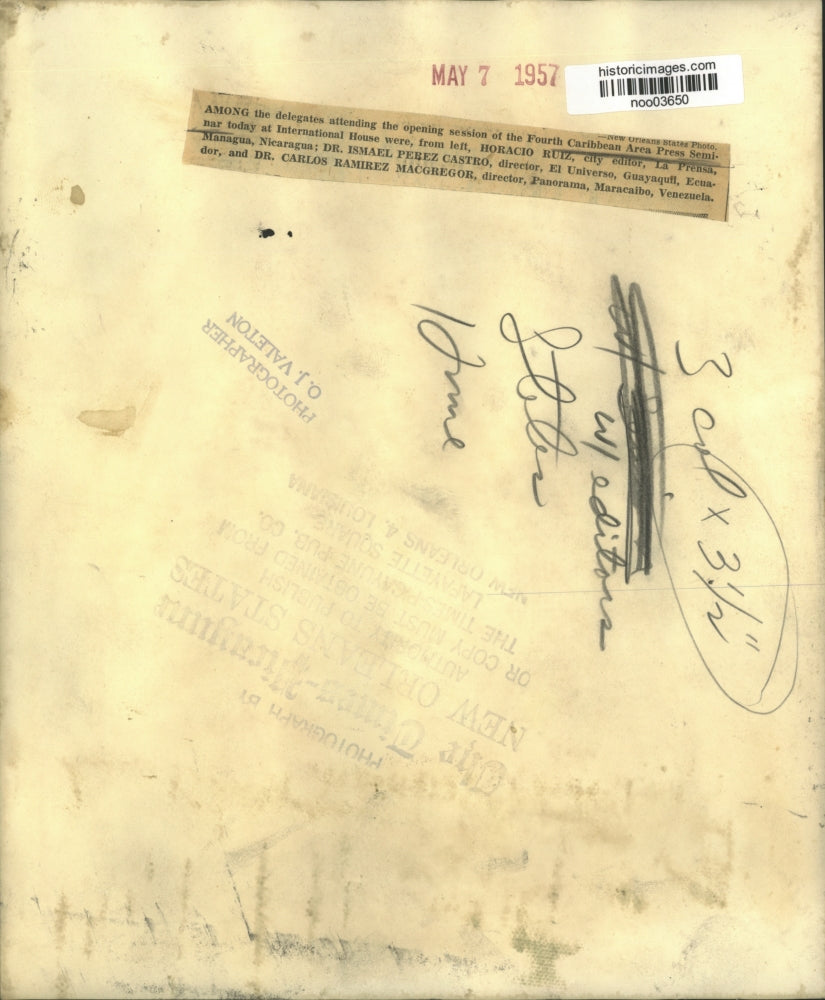 MAY 7 1957
historicimages.com
noo03650
—New Orleans States Photo.
AMONG the delegates attending the opening session of the Fourth Caribbean Area Press Semi-
nar today at International House were, from left, HORACIO RUIZ, city editor, La Prensa,
Managua, Nicaragua; DR. ISMAEL PEREZ CASTRO, director, El Universo, Guayaquil, Ecua-
dor, and DR. CARLOS RAMIREZ MACGREGOR, director, Panorama, Maracaibo, Venezuela.
3 col x 3 1/2"
w/ editors
States
PHOTOGRAPHER
O. J. VALETON
PHOTOGRAPH BY
The Times-Picayune
NEW ORLEANS STATES
AUTHORITY TO PUBLISH
OR COPY MUST BE OBTAINED FROM
THE TIMES-PICAYUNE PUB. CO.
LAFAYETTE SQUARE
NEW ORLEANS 4, LOUISIANA